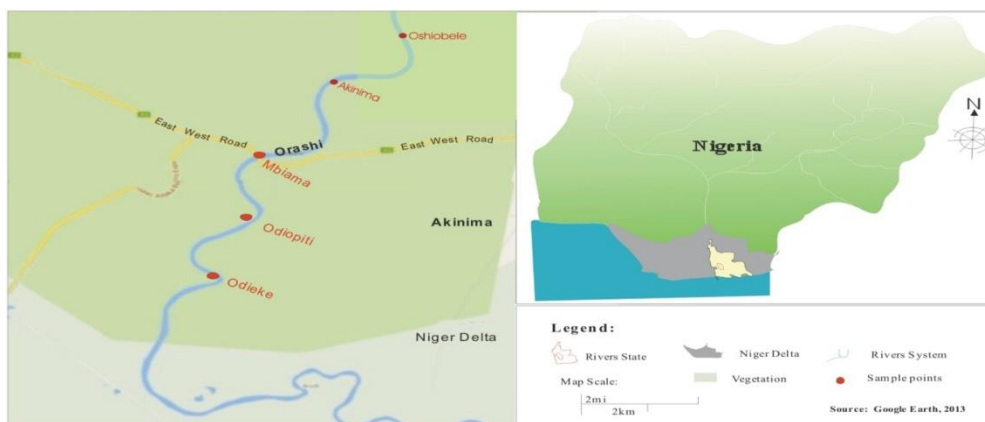 Oshiobele
Akinima
East West Road
Orashi
East West Road
Mbiama
Odiopiti
Akinima
Odieke
Niger Delta
Nigeria
N
Legend:
Rivers State
Niger Delta
Rivers System
Map Scale:
Vegetation
Sample points
2mi
2km
Source: Google Earth, 2013